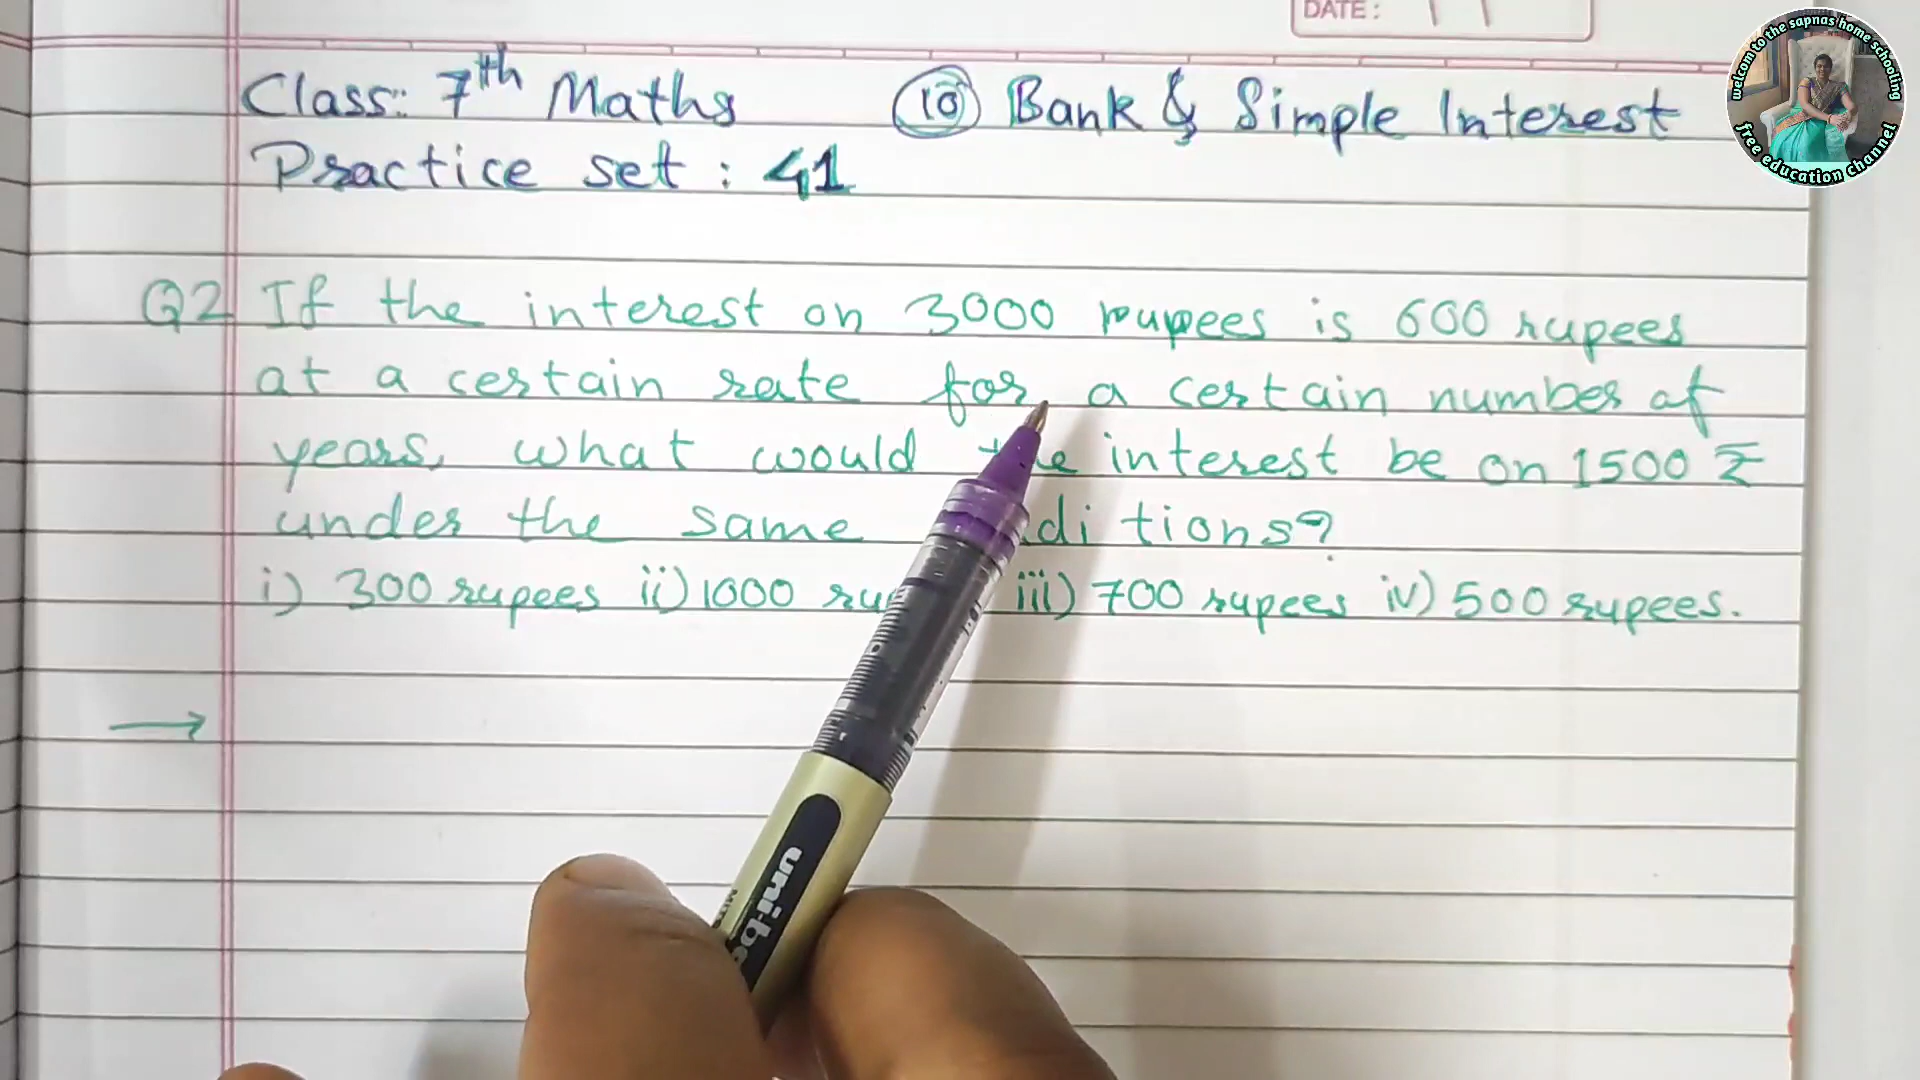 DATE:
Class: 7th Maths 10 Bank & Simple Interest
Practice set : 41
Q2 If the interest on 3000 rupees is 600 rupees
at a certain rate for a certain number of
years, what would the interest be on 1500 ₹
under the same ditions?
i) 300 rupees ii) 1000 iii) 700 rupees iv) 500 rupees.
welcom to the sapnas home schooling
free education channel
uni-b